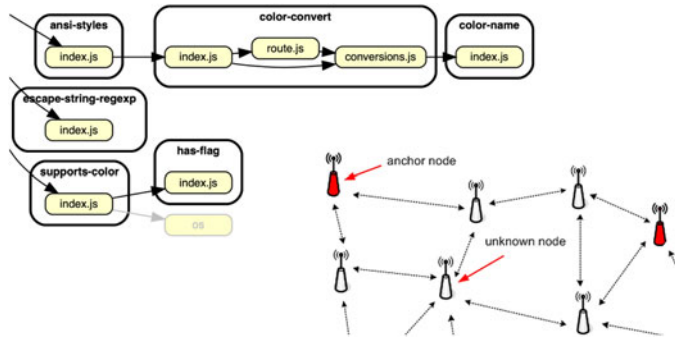 ansi-styles
index.js
color-convert
index.js
route.js
conversions.js
color-name
index.js
escape-string-regexp
index.js
supports-color
index.js
has-flag
index.js
os
anchor node
unknown node